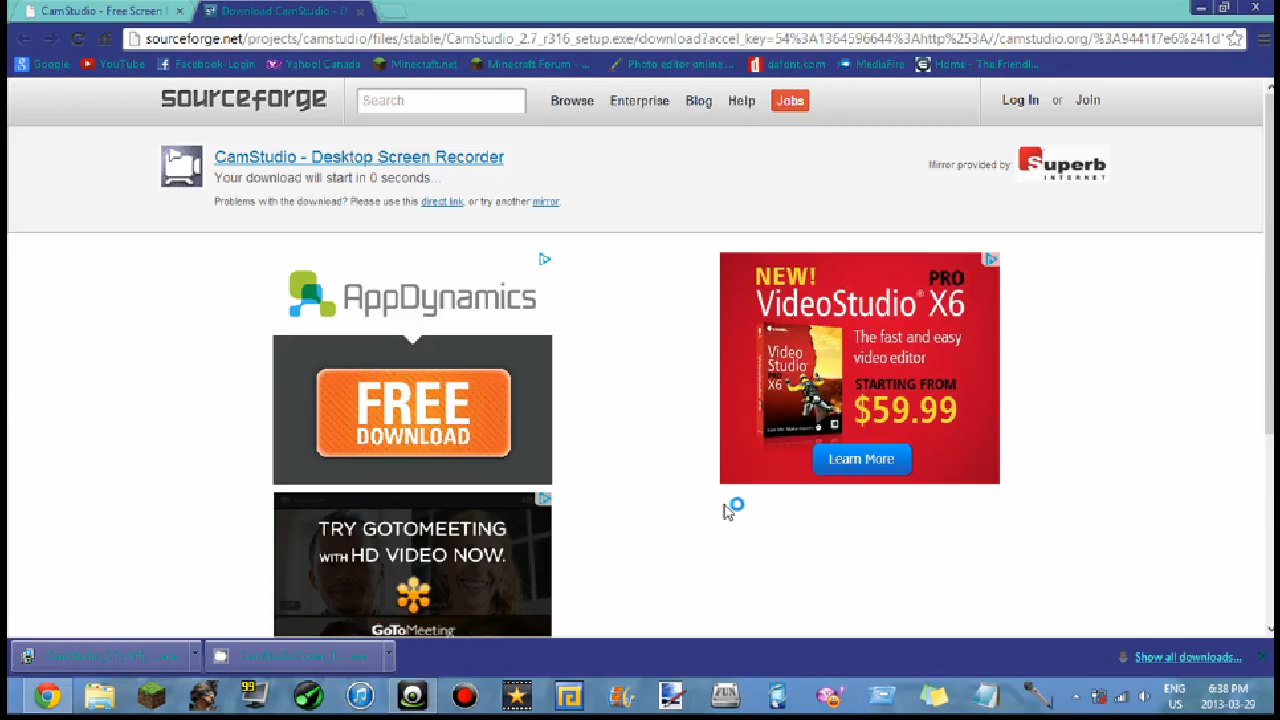 CamStudio - Free Screen
Download CamStudio - D
sourceforge.net/projects/camstudio/files/stable/CamStudio_2.7_r316_setup.exe/download?accel_key=54%3A1364596644%3Ahttp%253A//camstudio.org/%3A9441f7e6%241d
Google YouTube Facebook-Login Yahoo! Canada Minecraft.net Minecraft Forum - ... Photo editor online ... dafont.com MediaFire Home - The Friendl...
sourceforge Search Browse Enterprise Blog Help Jobs Log In or Join
CamStudio - Desktop Screen Recorder
Your download will start in 0 seconds...
Problems with the download? Please use this direct link, or try another mirror.
Mirror provided by: Superb
INTERNET
AppDynamics
FREE
DOWNLOAD
TRY GOTOMEETING
WITH HD VIDEO NOW.
GoToMeeting
NEW! PRO
VideoStudio® X6
The fast and easy
video editor
Video
Studio
PRO
X6
STARTING FROM
$59.99
Learn More
Show all downloads...
99
FUN
ENG
US
6:38 PM
2013-03-29